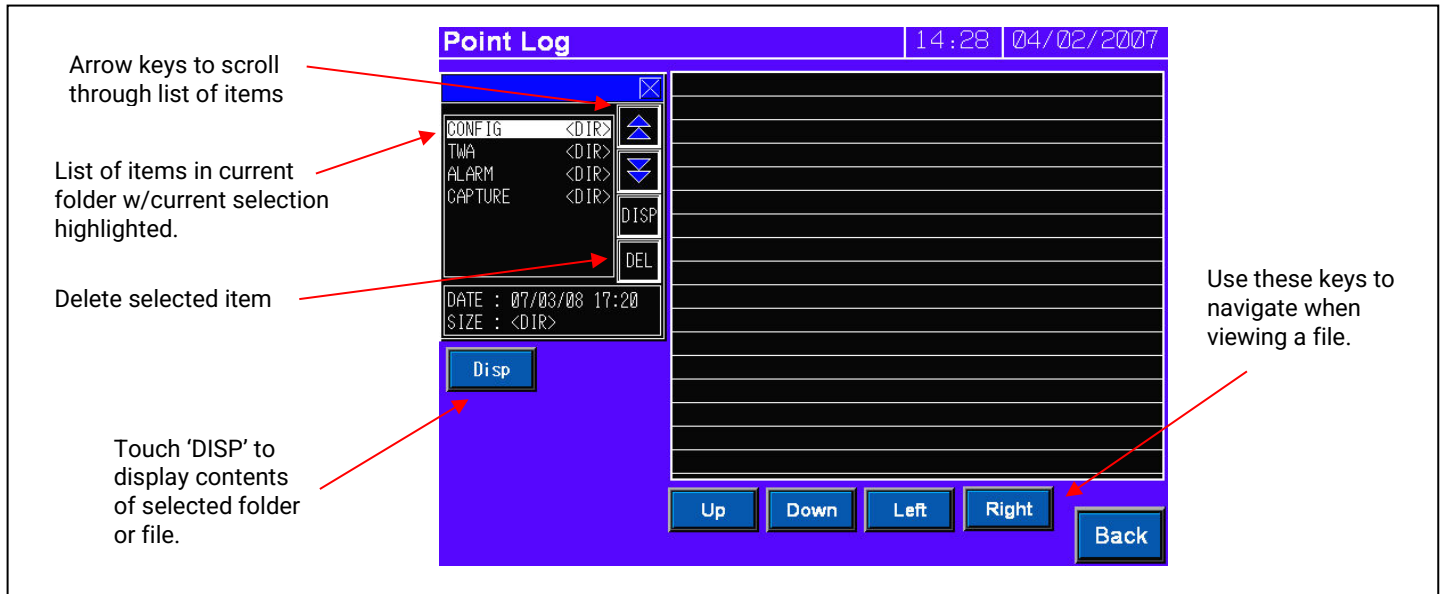 Point Log 14:28 04/02/2007
Arrow keys to scroll
through list of items
CONFIG <DIR>
TWA <DIR>
ALARM <DIR>
CAPTURE <DIR>
DISP
DEL
List of items in current
folder w/current selection
highlighted.
Delete selected item
DATE : 07/03/08 17:20
SIZE : <DIR>
Use these keys to
navigate when
viewing a file.
Disp
Touch ‘DISP’ to
display contents
of selected folder
or file.
Up Down Left Right
Back